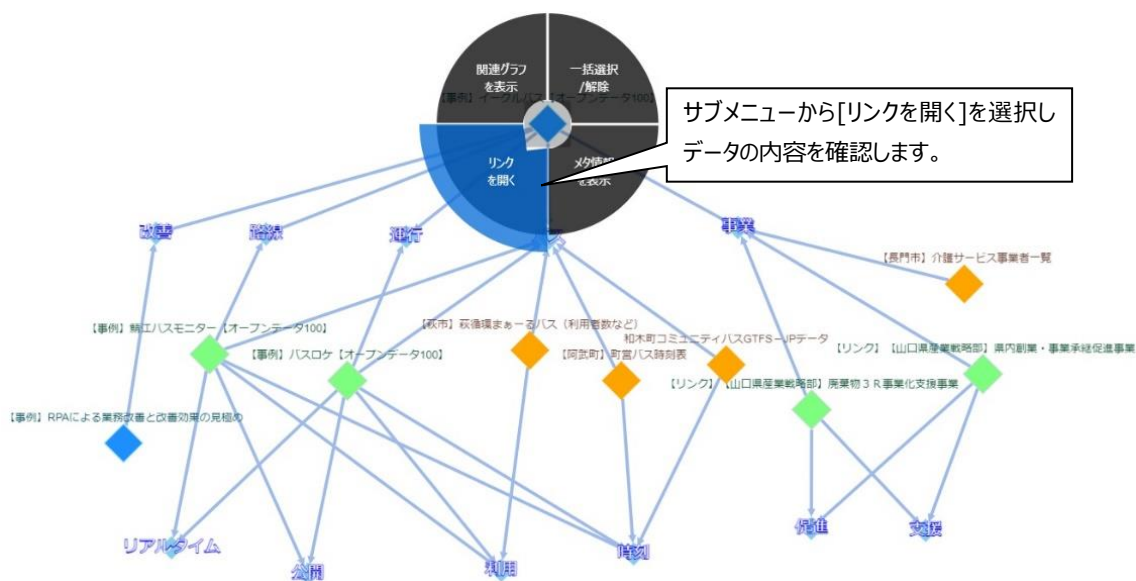 関連グラフ
を表示
一括選択
/解除
【事例】イーグルバス【オープンデータ100】
サブメニューから[リンクを開く]を選択し
データの内容を確認します。
リンク
を開く
メタ情報
を表示
改善
路線
運行
事業
【長門市】介護サービス事業者一覧
【事例】鯖江バスモニター【オープンデータ100】
【萩市】萩循環まぁーるバス（利用者数など）
和木町コミュニティバスGTFS－JPデータ
【事例】バスロケ【オープンデータ100】
【阿武町】町営バス時刻表
【リンク】【山口県産業戦略部】県内創業・事業承継促進事業
【リンク】【山口県産業戦略部】廃棄物３Ｒ事業化支援事業
【事例】RPAによる業務改善と改善効果の見極め
リアルタイム
公開
利用
時刻
促進
支援